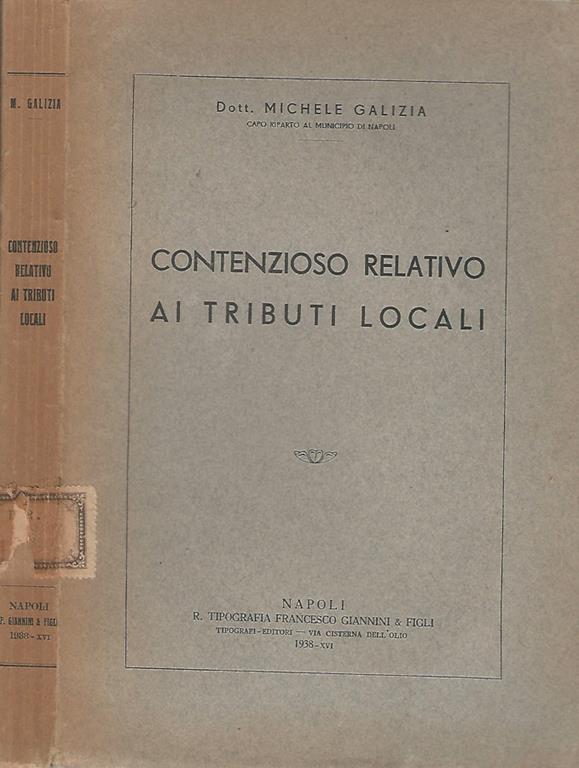 M. GALIZIA
CONTENZIOSO
RELATIVO
AI TRIBUTI
LOCALI
NAPOLI
F. GIANNINI & FIGLI
1938-XVI
Dott. MICHELE GALIZIA
CAPO RIPARTO AL MUNICIPIO DI NAPOLI
CONTENZIOSO RELATIVO
AI TRIBUTI LOCALI
NAPOLI
R. TIPOGRAFIA FRANCESCO GIANNINI & FIGLI
TIPOGRAFI-EDITORI — VIA CISTERNA DELL'OLIO
1938-XVI